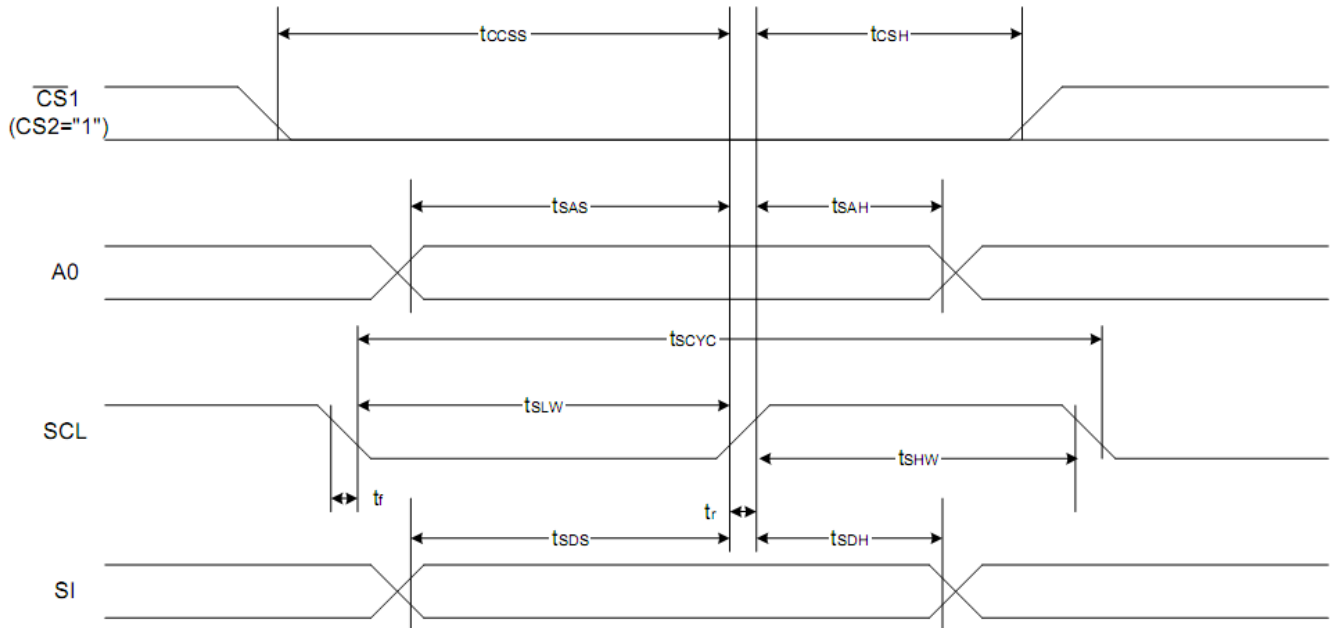 tCCSS
tCSH
CS1
(CS2="1")
tSAS
tSAH
A0
tSCYC
tSLW
SCL
tSHW
tf
tr
tSDS
tSDH
SI